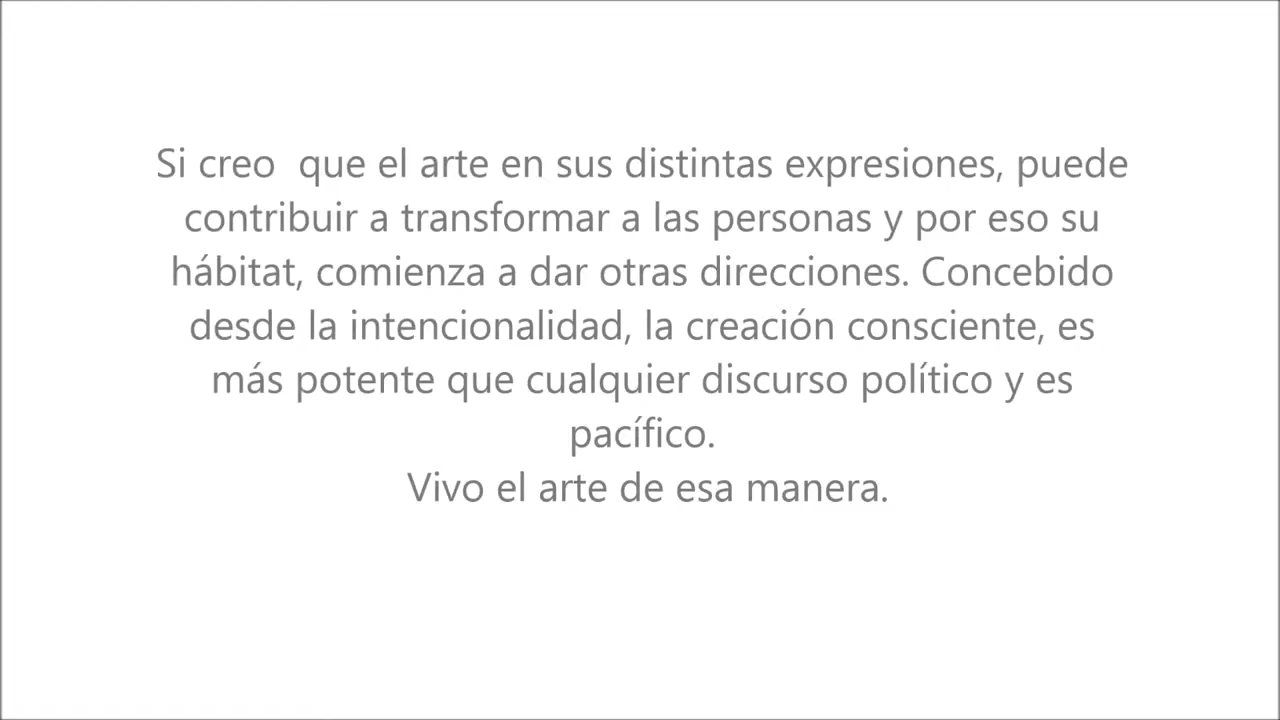 Si creo  que el arte en sus distintas expresiones, puede
contribuir a transformar a las personas y por eso su
hábitat, comienza a dar otras direcciones. Concebido
desde la intencionalidad, la creación consciente, es
más potente que cualquier discurso político y es
pacífico.
Vivo el arte de esa manera.